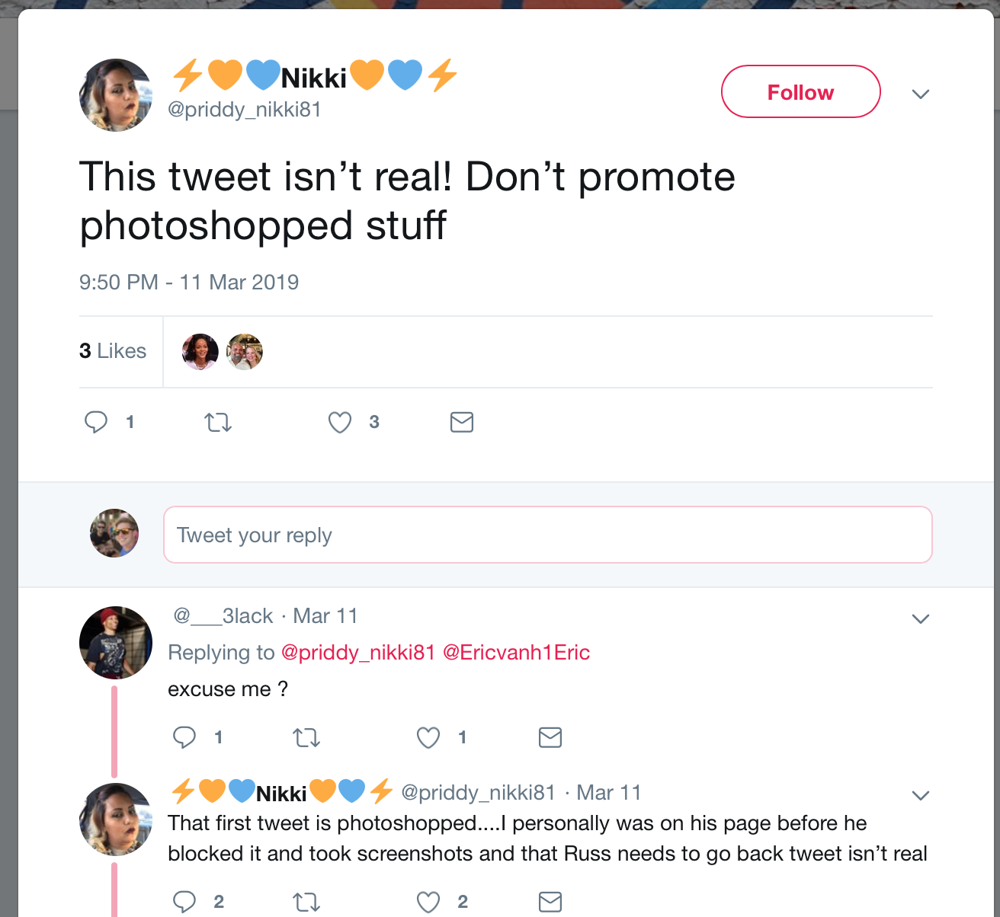 ⚡🧡💙Nikki🧡💙⚡
@priddy_nikki81
Follow
This tweet isn’t real! Don’t promote
photoshopped stuff
9:50 PM - 11 Mar 2019
3 Likes
1 3
Tweet your reply
@___3lack · Mar 11
Replying to @priddy_nikki81 @Ericvanh1Eric
excuse me ?
1 1
⚡🧡💙Nikki🧡💙⚡ @priddy_nikki81 · Mar 11
That first tweet is photoshopped....I personally was on his page before he
blocked it and took screenshots and that Russ needs to go back tweet isn’t real
2 2